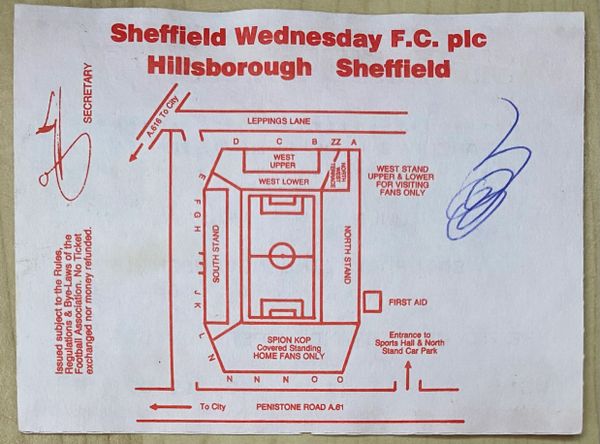 Sheffield Wednesday F.C. plc
Hillsborough Sheffield
SECRETARY
A.616 To City
LEPPINGS LANE
D C B ZZ A
WEST UPPER
WEST LOWER
NORTH WEST TERRACE
WEST STAND
UPPER & LOWER
FOR VISITING
FANS ONLY
E
F
G
H
J
K
L
N
SOUTH STAND
NORTH STAND
FIRST AID
SPION KOP
Covered Standing
HOME FANS ONLY
N N N O O
Entrance to
Sports Hall & North
Stand Car Park
To City
PENISTONE ROAD A.61
Issued subject to the Rules,
Regulations & Bye-Laws of the
Football Association. No Ticket
exchanged nor money refunded.